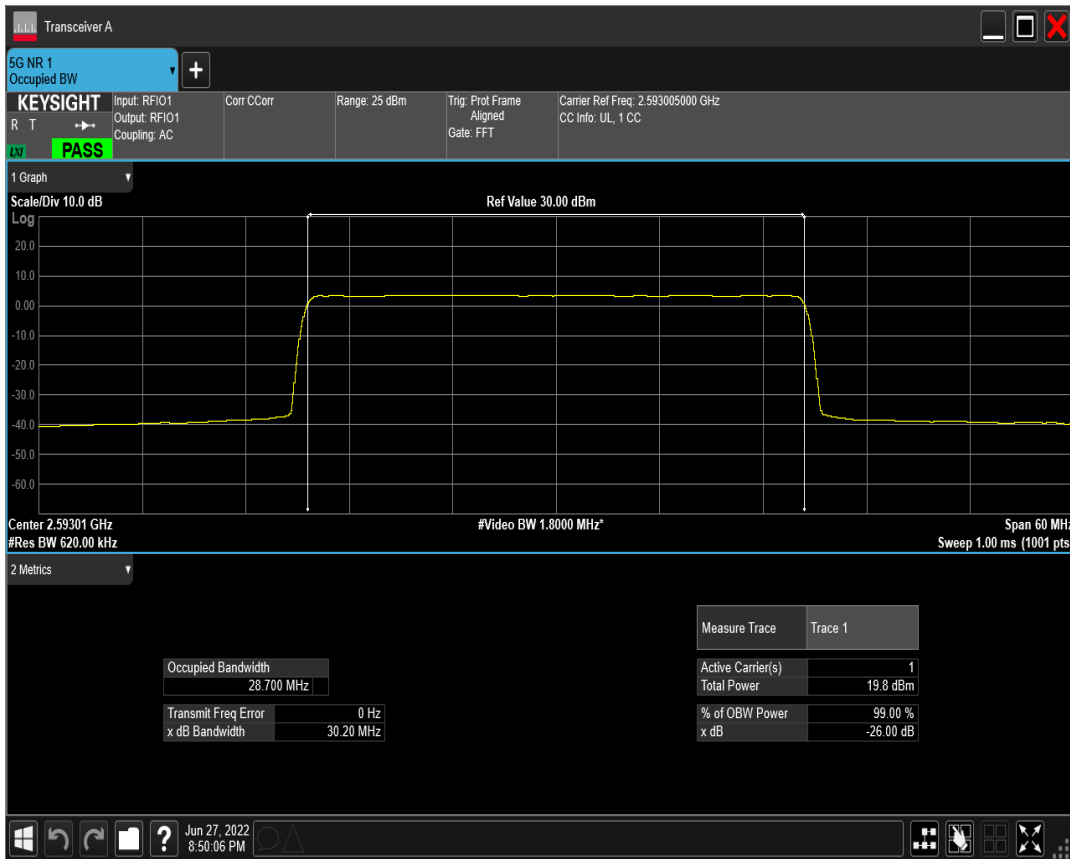 Transceiver A
5G NR 1
Occupied BW
+
KEYSIGHT
R T
LXI
PASS
Input: RFIO1
Output: RFIO1
Coupling: AC
Corr CCorr
Range: 25 dBm
Trig: Prot Frame
Aligned
Gate: FFT
Carrier Ref Freq: 2.593005000 GHz
CC Info: UL, 1 CC
1 Graph
Scale/Div 10.0 dB
Ref Value 30.00 dBm
Log
20.0
10.0
0.00
-10.0
-20.0
-30.0
-40.0
-50.0
-60.0
Center 2.59301 GHz
#Video BW 1.8000 MHz*
Span 60 MHz
#Res BW 620.00 kHz
Sweep 1.00 ms (1001 pts
2 Metrics
Measure Trace Trace 1
Occupied Bandwidth
28.700 MHz
Active Carrier(s) 1
Total Power 19.8 dBm
Transmit Freq Error 0 Hz
x dB Bandwidth 30.20 MHz
% of OBW Power 99.00 %
x dB -26.00 dB
?
Jun 27, 2022
8:50:06 PM